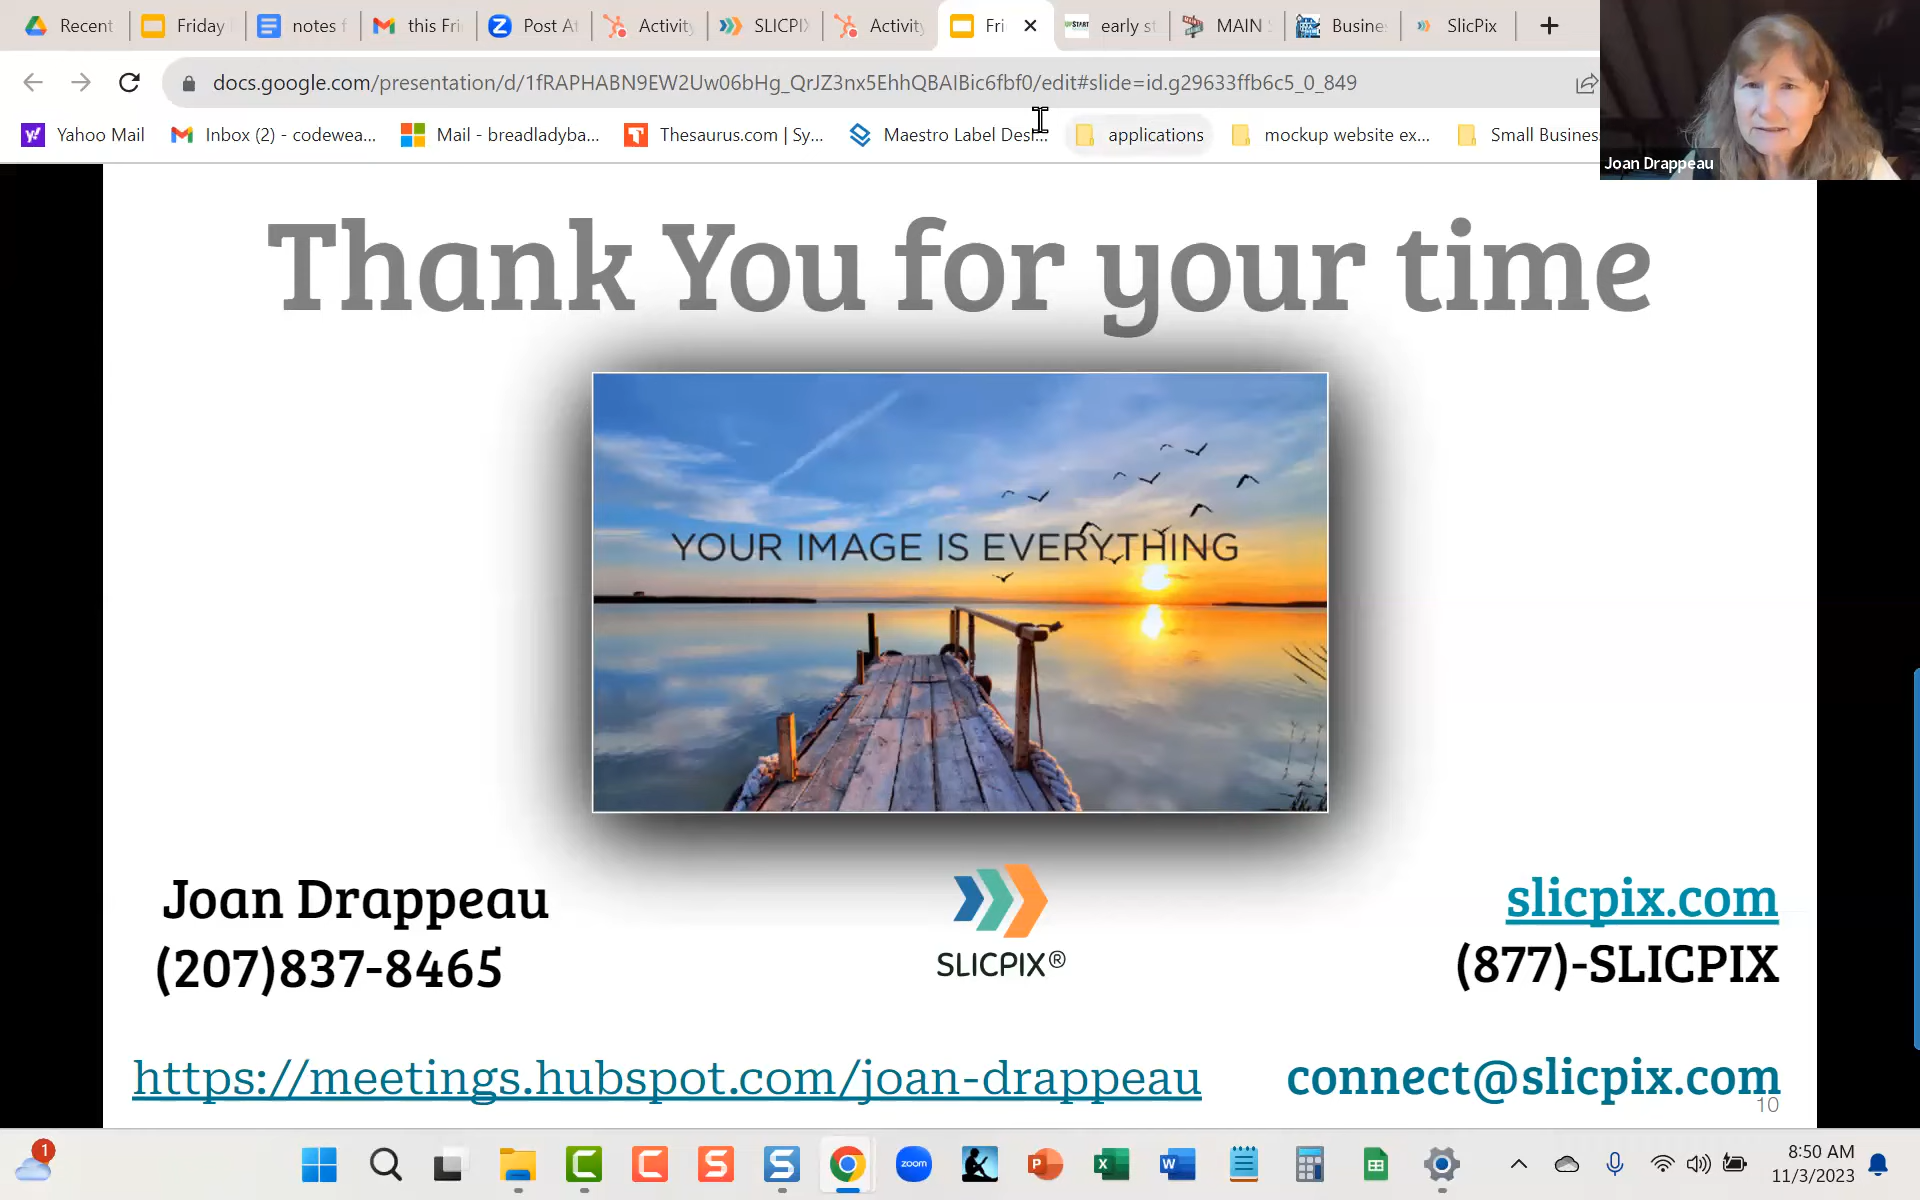 Recent
Friday
notes f
this Fri
Post At
Activity
SLICPIX
Activity
Fri
early st
MAIN
Busines
SlicPix
docs.google.com/presentation/d/1fRAPHABN9EW2Uw06bHg_QrJZ3nx5EhhQBAIBic6fbf0/edit#slide=id.g29633ffb6c5_0_849
Yahoo Mail
Inbox (2) - codewea...
Mail - breadladyba...
Thesaurus.com | Sy...
Maestro Label Desi...
applications
mockup website ex...
Small Business
Joan Drappeau
Thank You for your time
YOUR IMAGE IS EVERYTHING
Joan Drappeau
(207)837-8465
SLICPIX®
slicpix.com
(877)-SLICPIX
https://meetings.hubspot.com/joan-drappeau
connect@slicpix.com
10
1
zoom
8:50 AM
11/3/2023